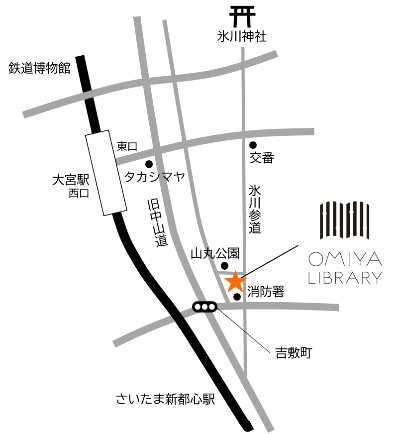 氷川神社
鉄道博物館
東口
交番
大宮駅
西口
タカシマヤ
氷川参道
旧中山道
山丸公園
OMIYA
LIBRARY
消防署
吉敷町
さいたま新都心駅